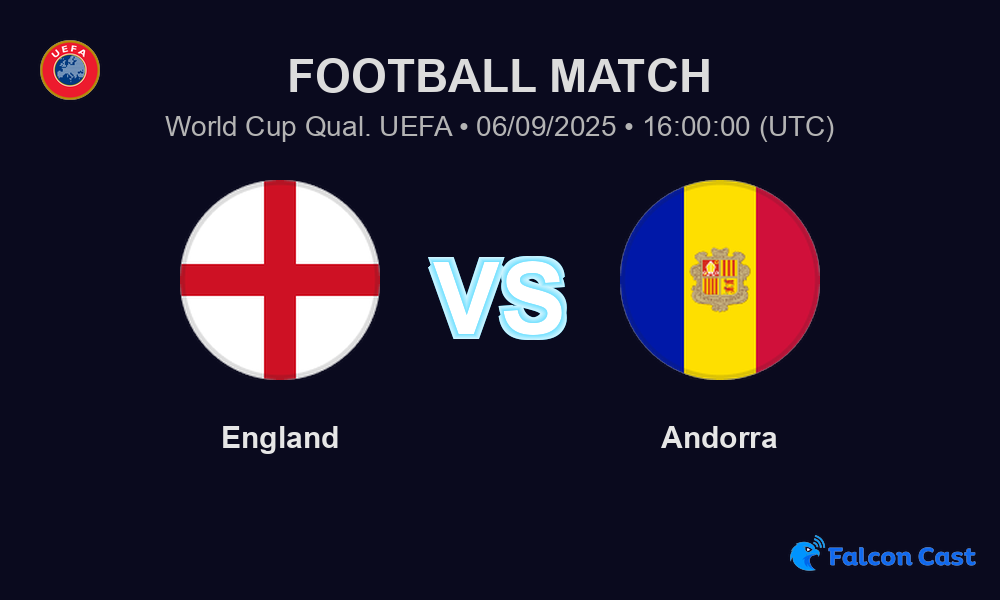 UEFA
FOOTBALL MATCH
World Cup Qual. UEFA • 06/09/2025 • 16:00:00 (UTC)
VS
England
Andorra
Falcon Cast